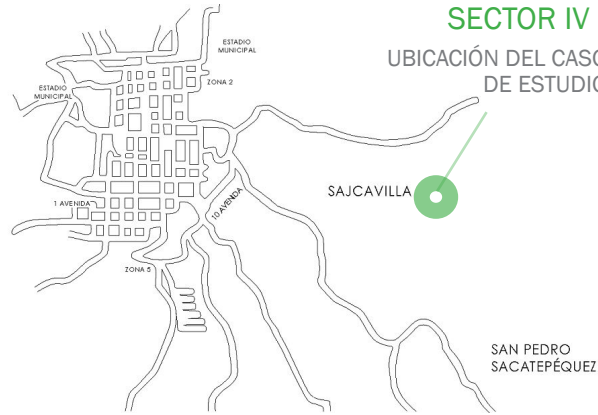 SECTOR IV
UBICACIÓN DEL CASO
DE ESTUDIO
ESTADIO
MUNICIPAL
ZONA 2
ESTADIO
MUNICIPAL
SAJCAVILLA
1 AVENIDA
10 AVENIDA
ZONA 5
SAN PEDRO
SACATEPÉQUEZ